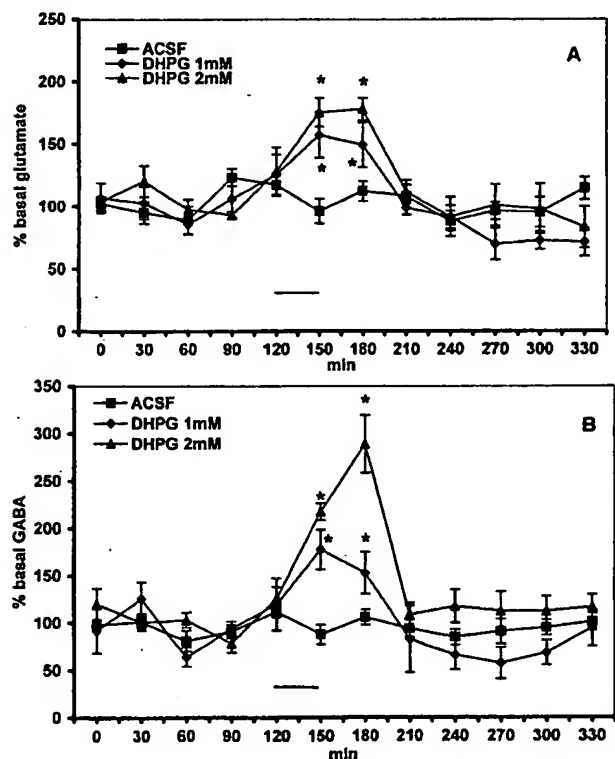 250
200
150
100
50
0
% basal glutamate
ACSF
DHPG 1mM
DHPG 2mM
A
* *
* *
0 30 60 90 120 150 180 210 240 270 300 330
min
350
300
250
200
150
100
50
0
% basal GABA
ACSF
DHPG 1mM
DHPG 2mM
B
*
*
* *
0 30 60 90 120 150 180 210 240 270 300 330
min